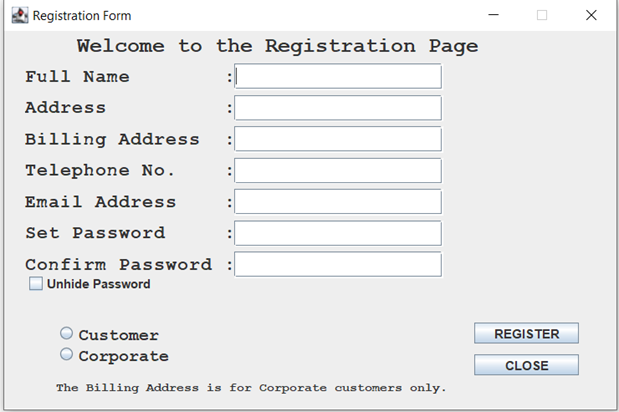 Registration Form
Welcome to the Registration Page
Full Name :
Address :
Billing Address :
Telephone No. :
Email Address :
Set Password :
Confirm Password :
Unhide Password
Customer
REGISTER
Corporate
CLOSE
The Billing Address is for Corporate customers only.